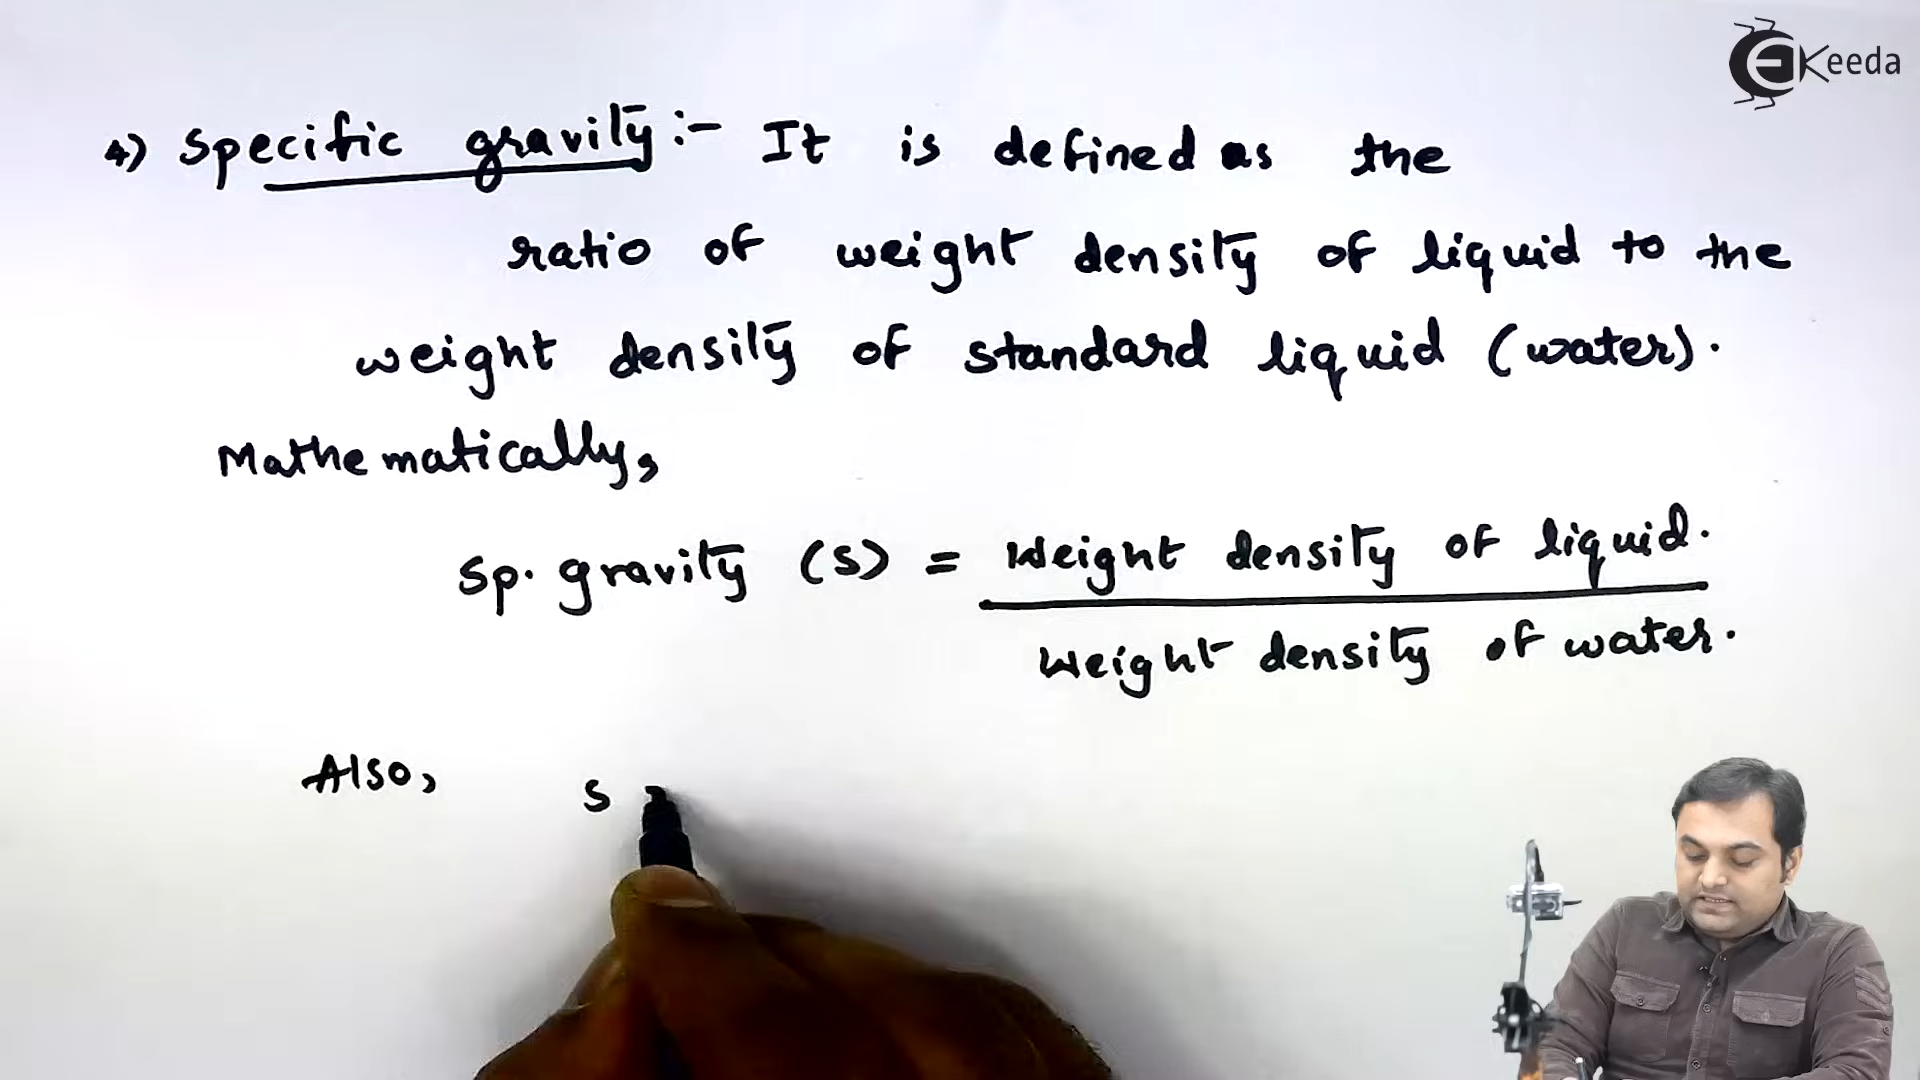 EKeeda
4) Specific gravity:- It is defined as the
ratio of weight density of liquid to the
weight density of standard liquid (water).
Mathematically,
Sp. gravity (s) = Weight density of liquid.
Weight density of water.
Also, s